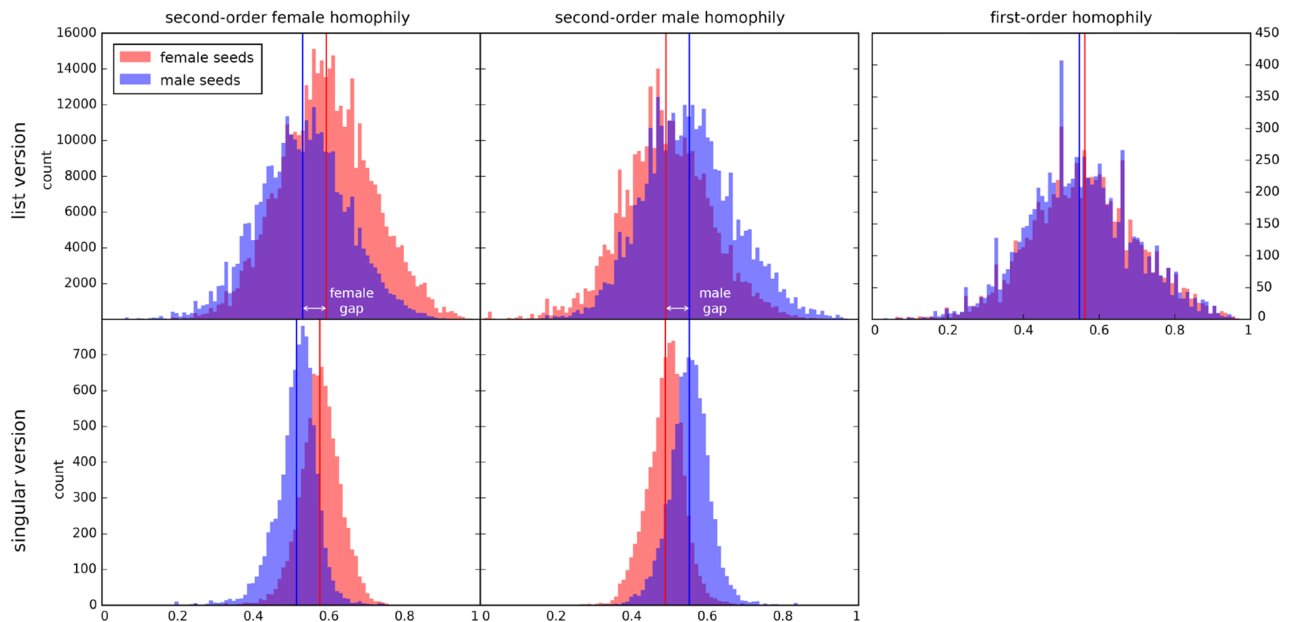 second-order female homophily
second-order male homophily
first-order homophily
list version
count
16000
14000
12000
10000
8000
6000
4000
2000
female seeds
male seeds
female
gap
male
gap
450
400
350
300
250
200
150
100
50
0
0 0.2 0.4 0.6 0.8 1
singular version
count
700
600
500
400
300
200
100
0
0 0.2 0.4 0.6 0.8 1
0 0.2 0.4 0.6 0.8 1